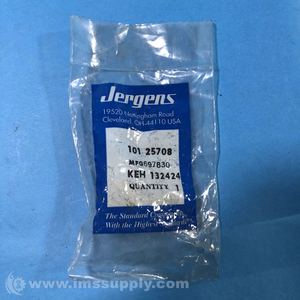 Jergens
19520 Nottingham Road
Cleveland, OH 44110 USA
101 25708
MFG697830
KEH 132424
QUANTITY 1
The Standard
With the Highest
© www.imssupply.com